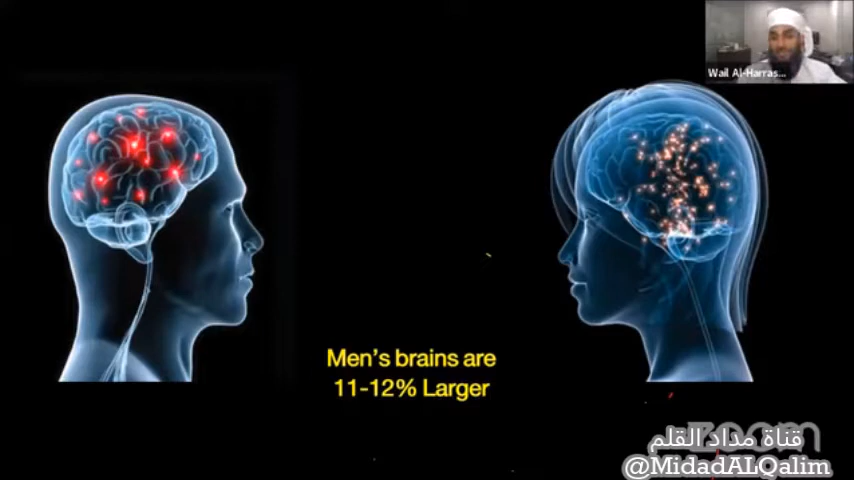 Wail Al-Harras...
Men's brains are
11-12% Larger
zoom
قناة مداد القلم
@MidadALQalim